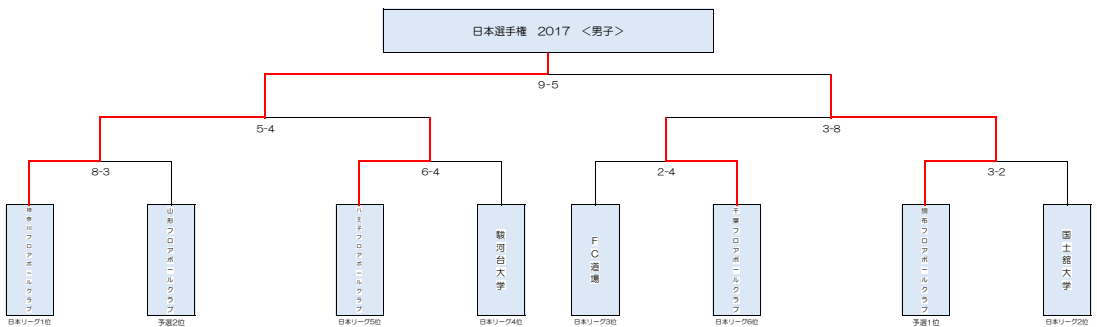 日本選手権 2017 <男子>
9-5
5-4
3-8
8-3
6-4
2-4
3-2
神奈川フロアボールクラブ
山形フロアボールクラブ
八王子フロアボールクラブ
駿河台大学
FC道場
千葉フロアボールクラブ
調布フロアボールクラブ
国士舘大学
日本リーグ1位
予選2位
日本リーグ5位
日本リーグ4位
日本リーグ3位
日本リーグ6位
予選1位
日本リーグ2位